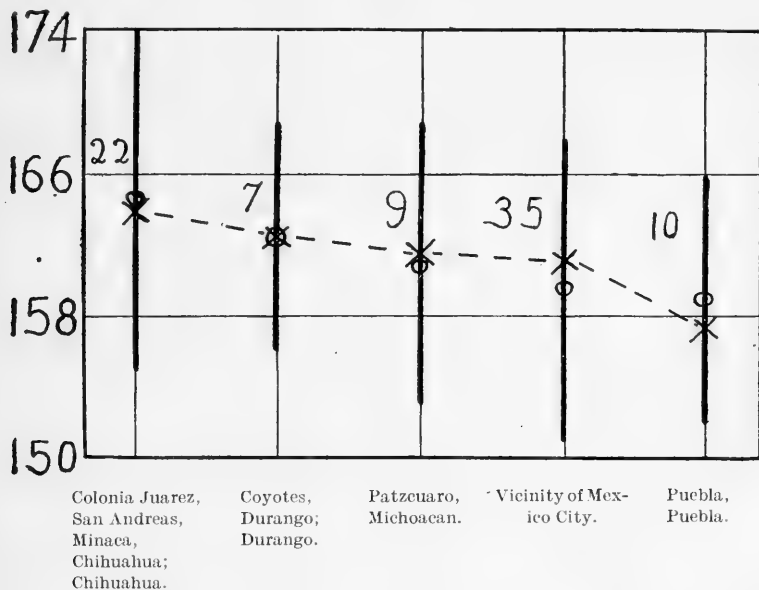 174
166
158
150
22
7
9
35
10
Colonia Juarez,
San Andreas,
Minaca,
Chihuahua;
Chihuahua.
Coyotes,
Durango;
Durango.
Patzcuaro,
Michoacan.
Vicinity of Mex-
ico City.
Puebla,
Puebla.